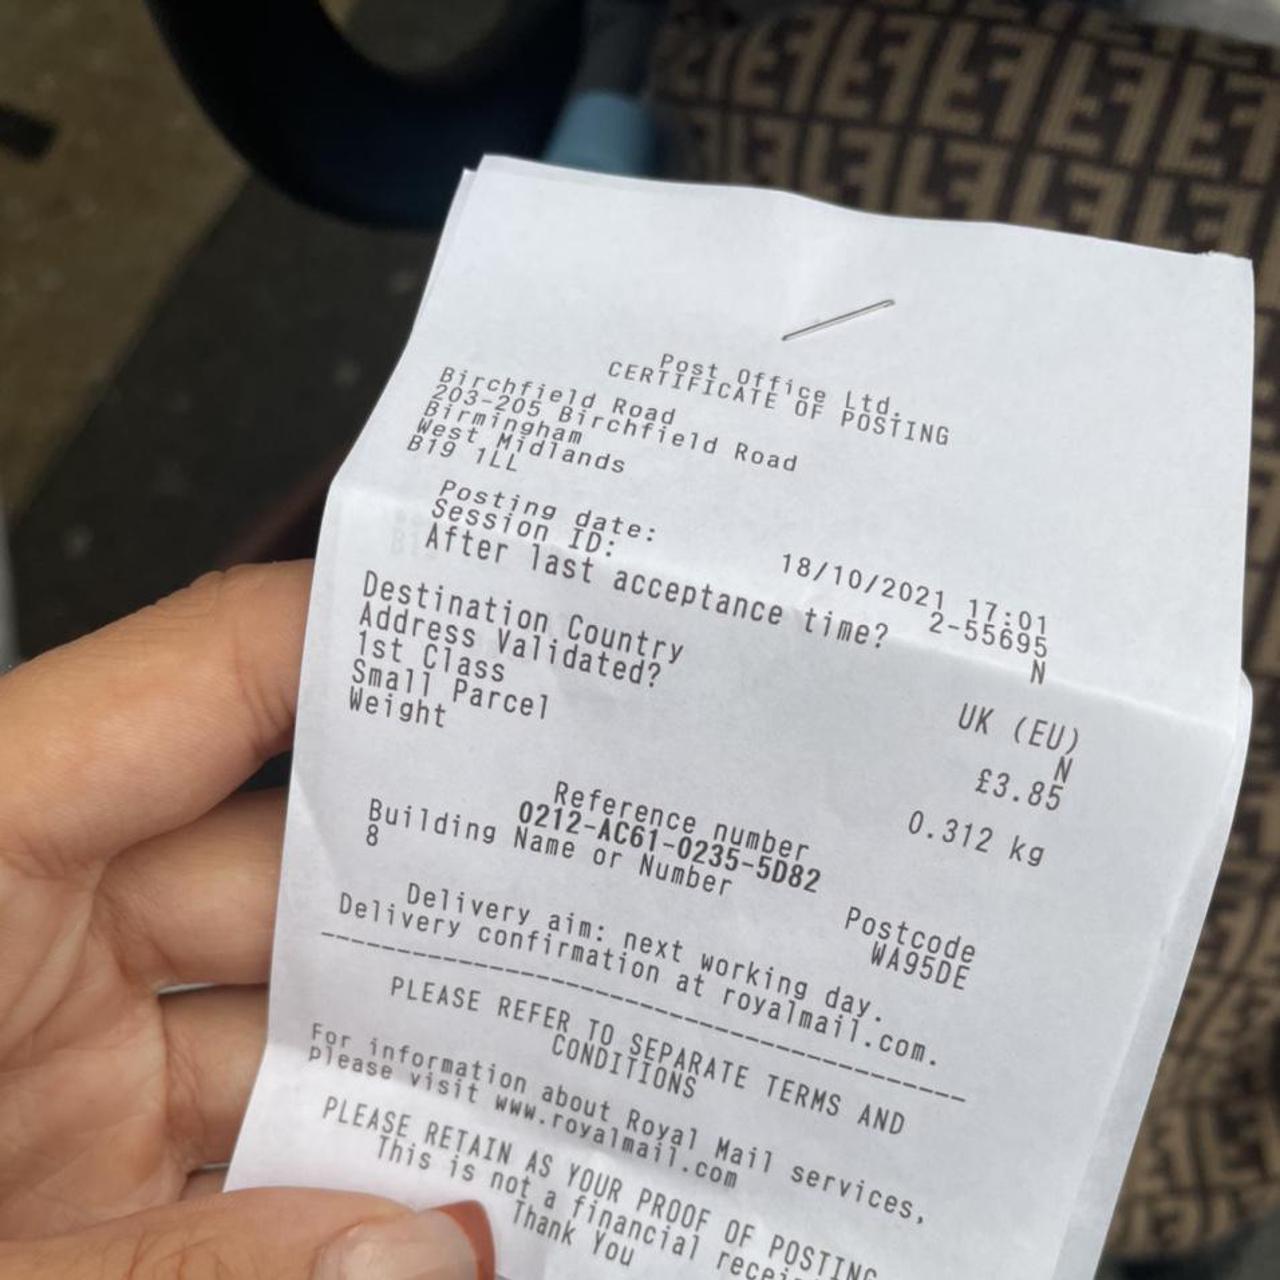 Post Office Ltd.
CERTIFICATE OF POSTING
Birchfield Road
203-205 Birchfield Road
Birmingham
West Midlands
B19 1LL
Posting date: 18/10/2021 17:01
Session ID: 2-55695
After last acceptance time? N
Destination Country UK (EU)
Address Validated? N
1st Class £3.85
Small Parcel
Weight 0.312 kg
Reference number
0212-AC61-0235-5D82
Building Name or Number Postcode
8 WA95DE
Delivery aim: next working day.
Delivery confirmation at royalmail.com.
PLEASE REFER TO SEPARATE TERMS AND
CONDITIONS
For information about Royal Mail services,
please visit www.royalmail.com
PLEASE RETAIN AS YOUR PROOF OF POSTING
This is not a financial recei
Thank You